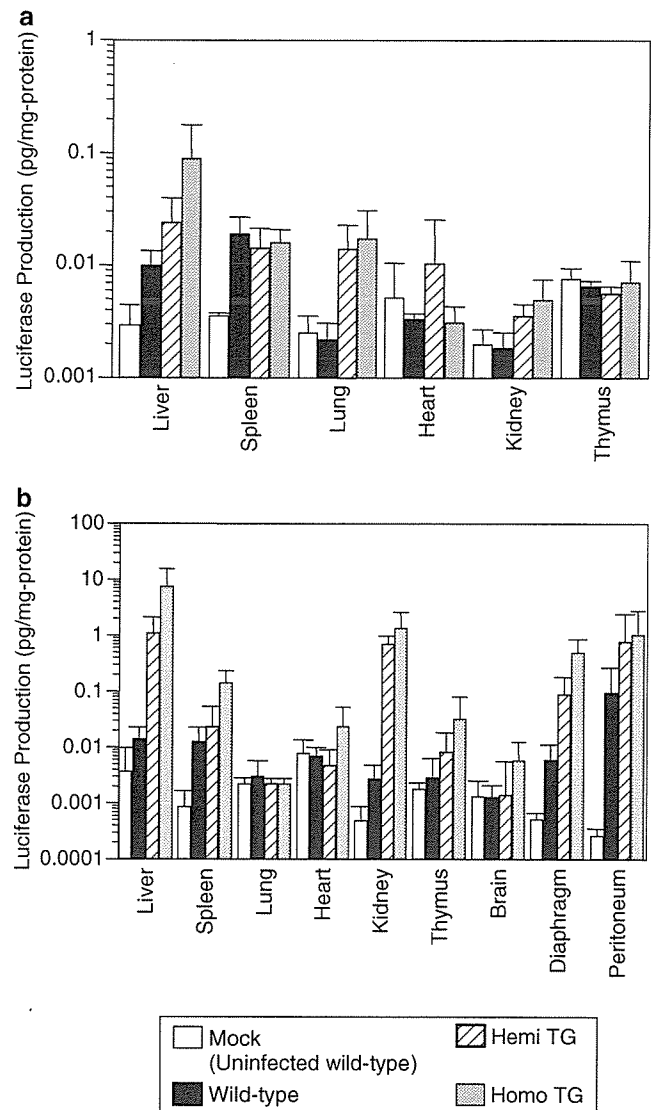 a
Luciferase Production (pg/mg-protein)
1
0.1
0.01
0.001
Liver
Spleen
Lung
Heart
Kidney
Thymus
b
Luciferase Production (pg/mg-protein)
100
10
1
0.1
0.01
0.001
0.0001
Liver
Spleen
Lung
Heart
Kidney
Thymus
Brain
Diaphragm
Peritoneum
Mock
(Uninfected wild-type)
Wild-type
Hemi TG
Homo TG